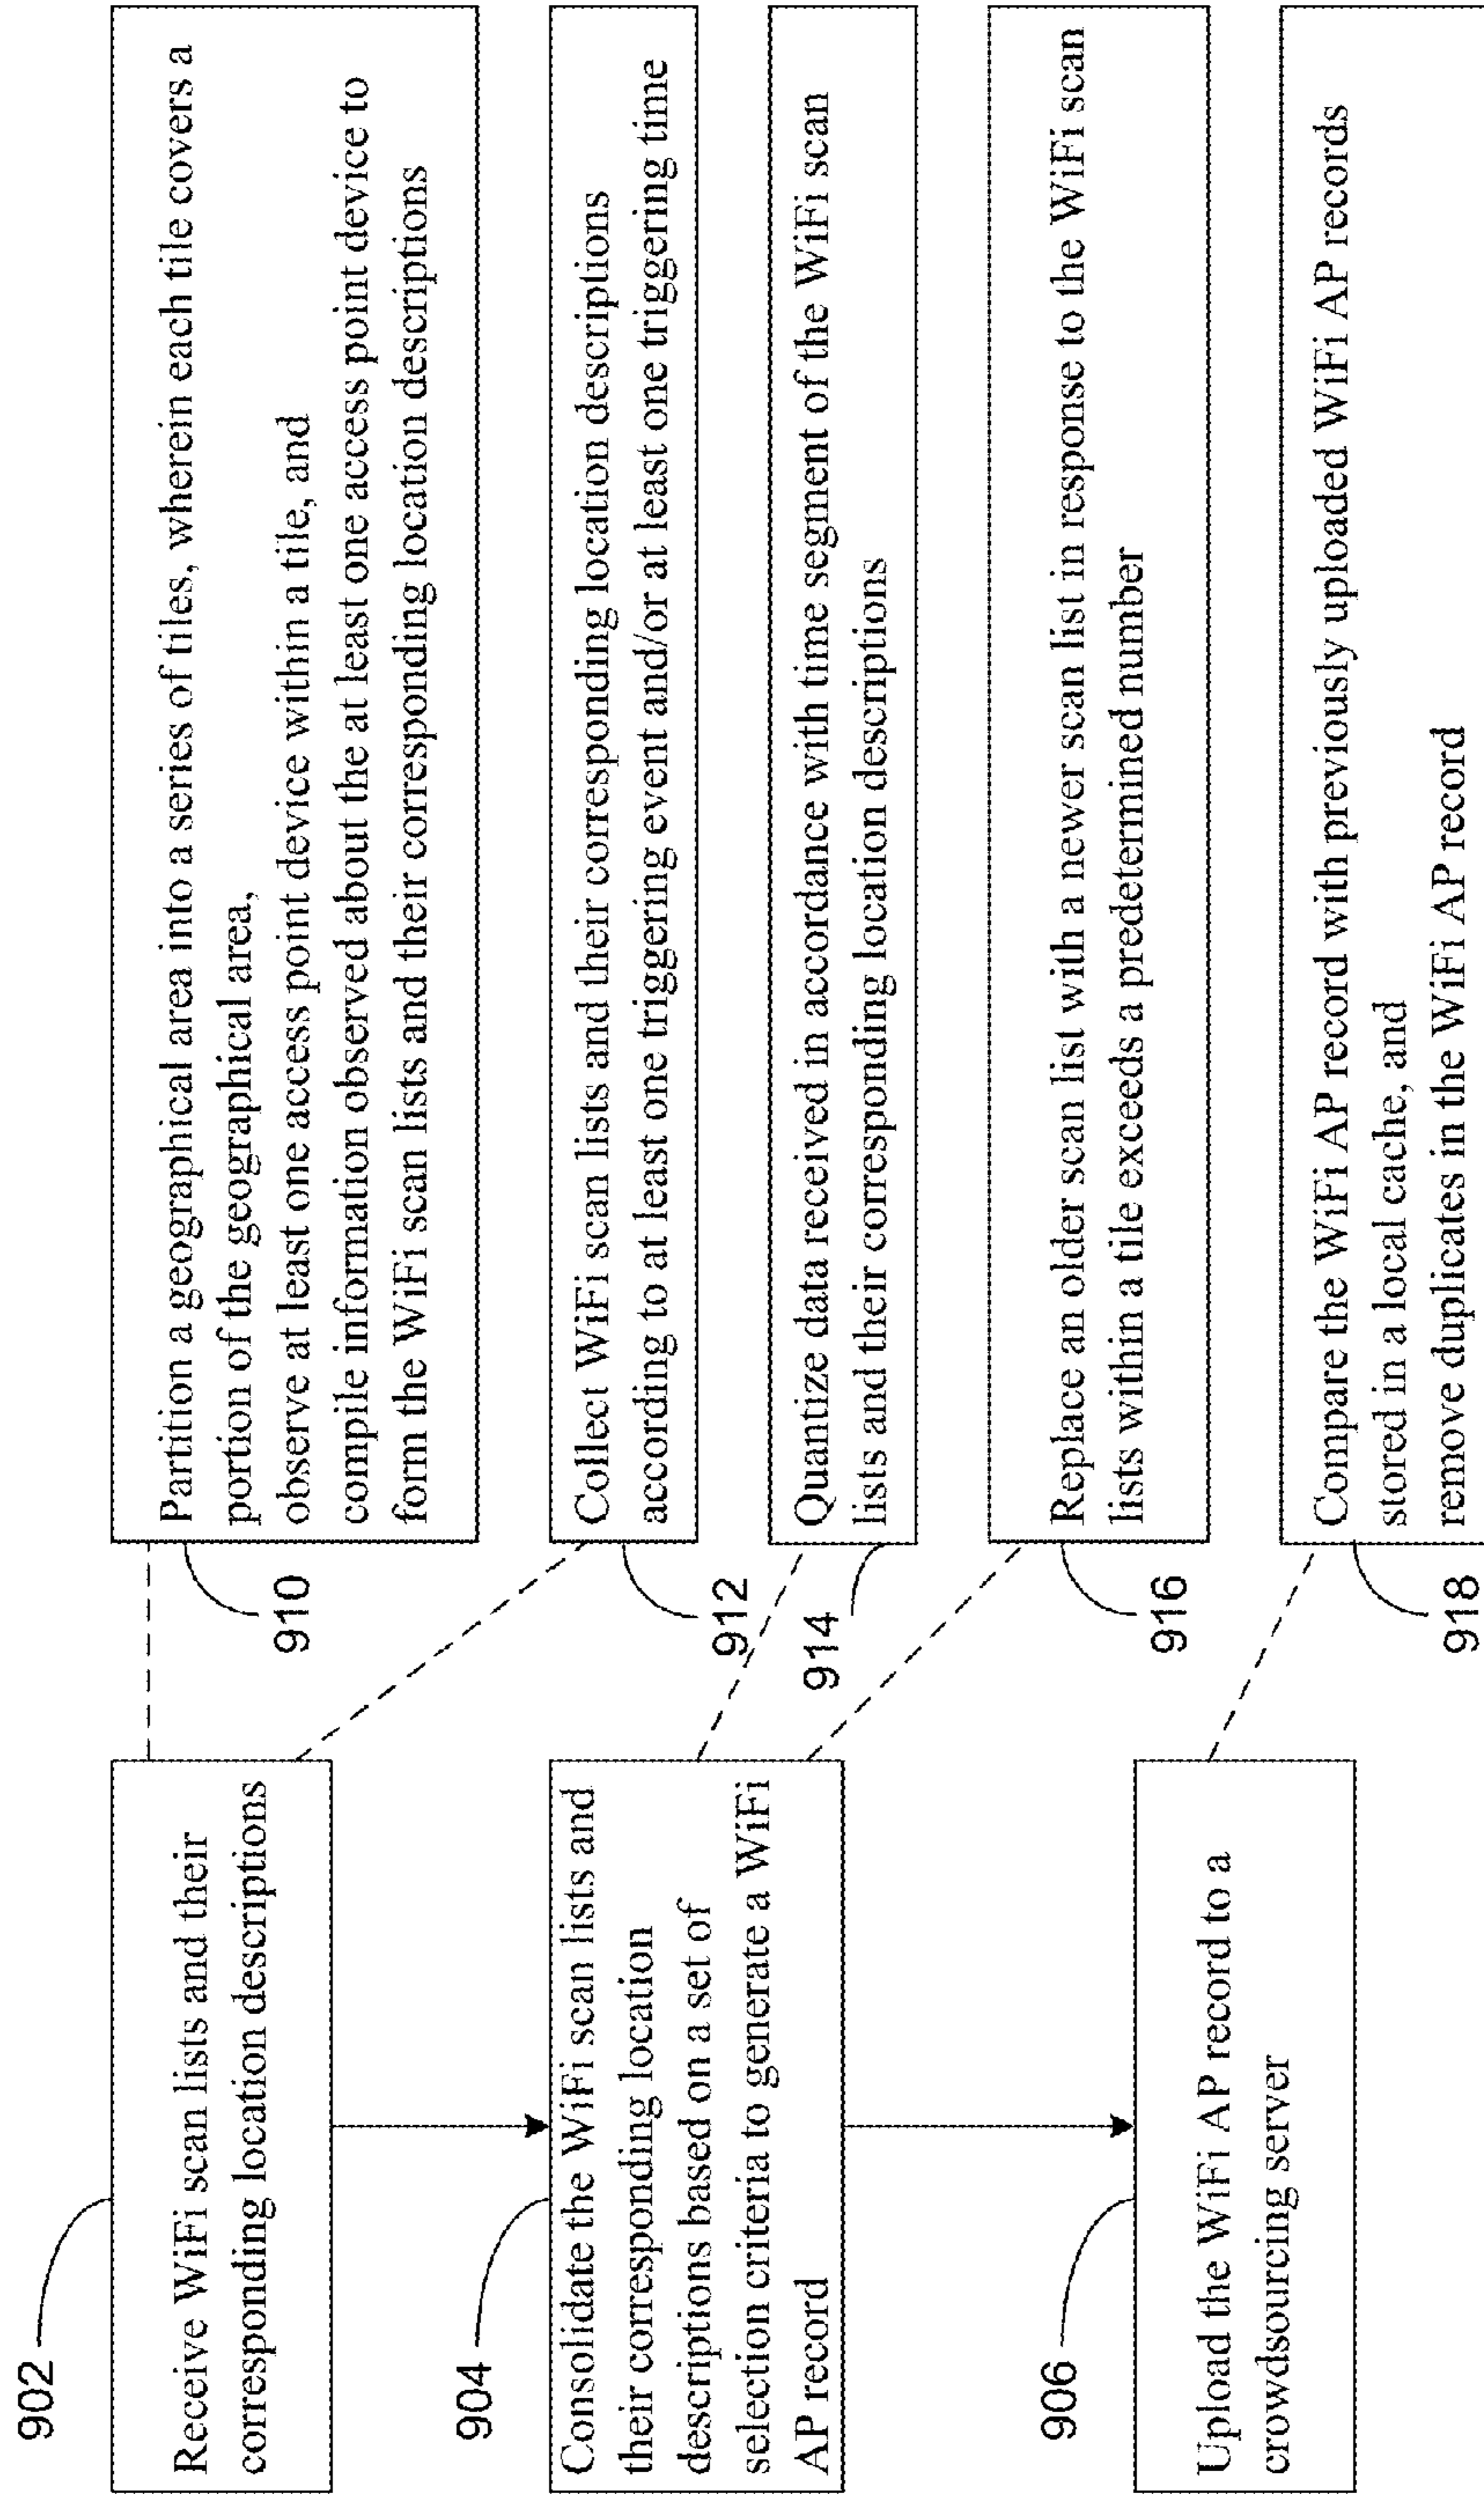 902
Receive WiFi scan lists and their
corresponding location descriptions
904
Consolidate the WiFi scan lists and
their corresponding location
descriptions based on a set of
selection criteria to generate a WiFi
AP record
906
Upload the WiFi AP record to a
crowdsourcing server
Partition a geographical area into a series of tiles, wherein each tile covers a
portion of the geographical area,
observe at least one access point device within a tile, and
compile information observed about the at least one access point device to
form the WiFi scan lists and their corresponding location descriptions
910
Collect WiFi scan lists and their corresponding location descriptions
according to at least one triggering event and/or at least one triggering time
912
Quantize data received in accordance with time segment of the WiFi scan
lists and their corresponding location descriptions
914
Replace an older scan list with a newer scan list in response to the WiFi scan
lists within a tile exceeds a predetermined number
916
Compare the WiFi AP record with previously uploaded WiFi AP records
stored in a local cache, and
remove duplicates in the WiFi AP record
918